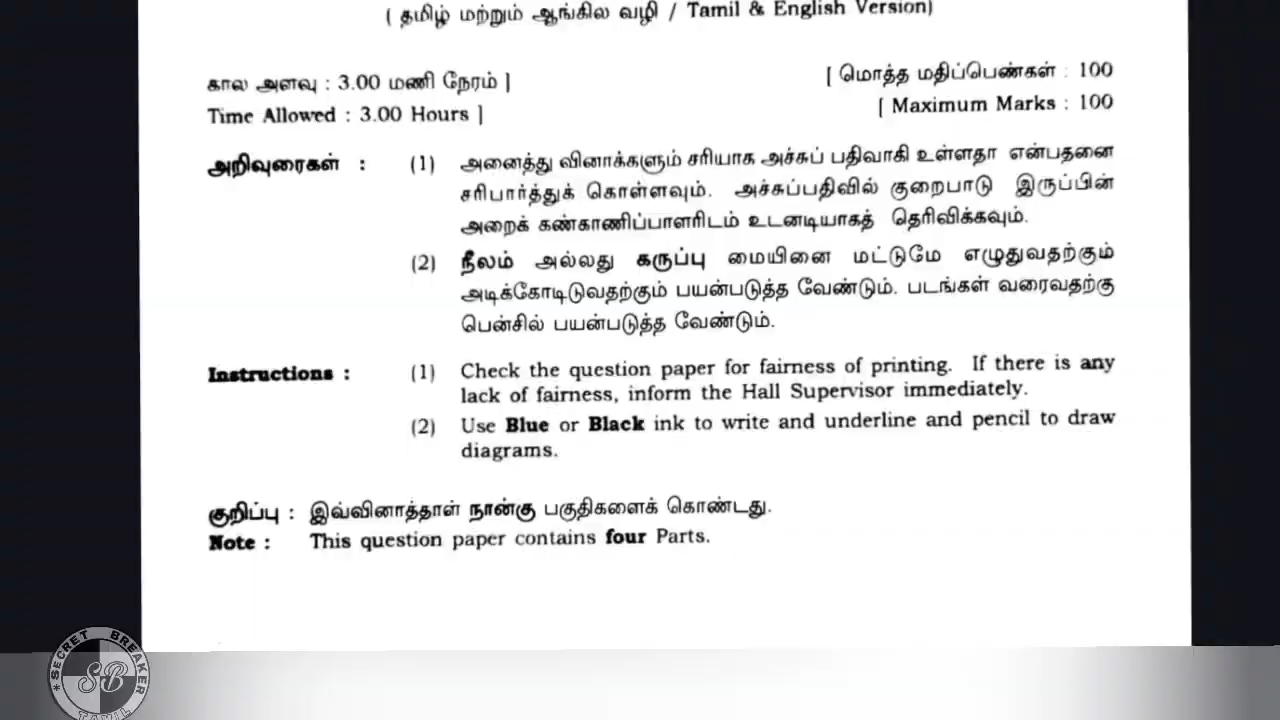 ( தமிழ் மற்றும் ஆங்கில வழி / Tamil & English Version)
கால அளவு : 3.00 மணி நேரம் ] [ மொத்த மதிப்பெண்கள் : 100
Time Allowed : 3.00 Hours ] [ Maximum Marks : 100
அறிவுரைகள் : (1) அனைத்து வினாக்களும் சரியாக அச்சுப் பதிவாகி உள்ளதா என்பதனை
சரிபார்த்துக் கொள்ளவும். அச்சுப்பதிவில் குறைபாடு இருப்பின்
அறைக் கண்காணிப்பாளரிடம் உடனடியாகத் தெரிவிக்கவும்.
(2) நீலம் அல்லது கருப்பு மையினை மட்டுமே எழுதுவதற்கும்
அடிக்கோடிடுவதற்கும் பயன்படுத்த வேண்டும். படங்கள் வரைவதற்கு
பென்சில் பயன்படுத்த வேண்டும்.
Instructions : (1) Check the question paper for fairness of printing. If there is any
lack of fairness, inform the Hall Supervisor immediately.
(2) Use Blue or Black ink to write and underline and pencil to draw
diagrams.
குறிப்பு : இவ்வினாத்தாள் நான்கு பகுதிகளைக் கொண்டது.
Note : This question paper contains four Parts.
* SECRET BREAKER TAMIL
SB